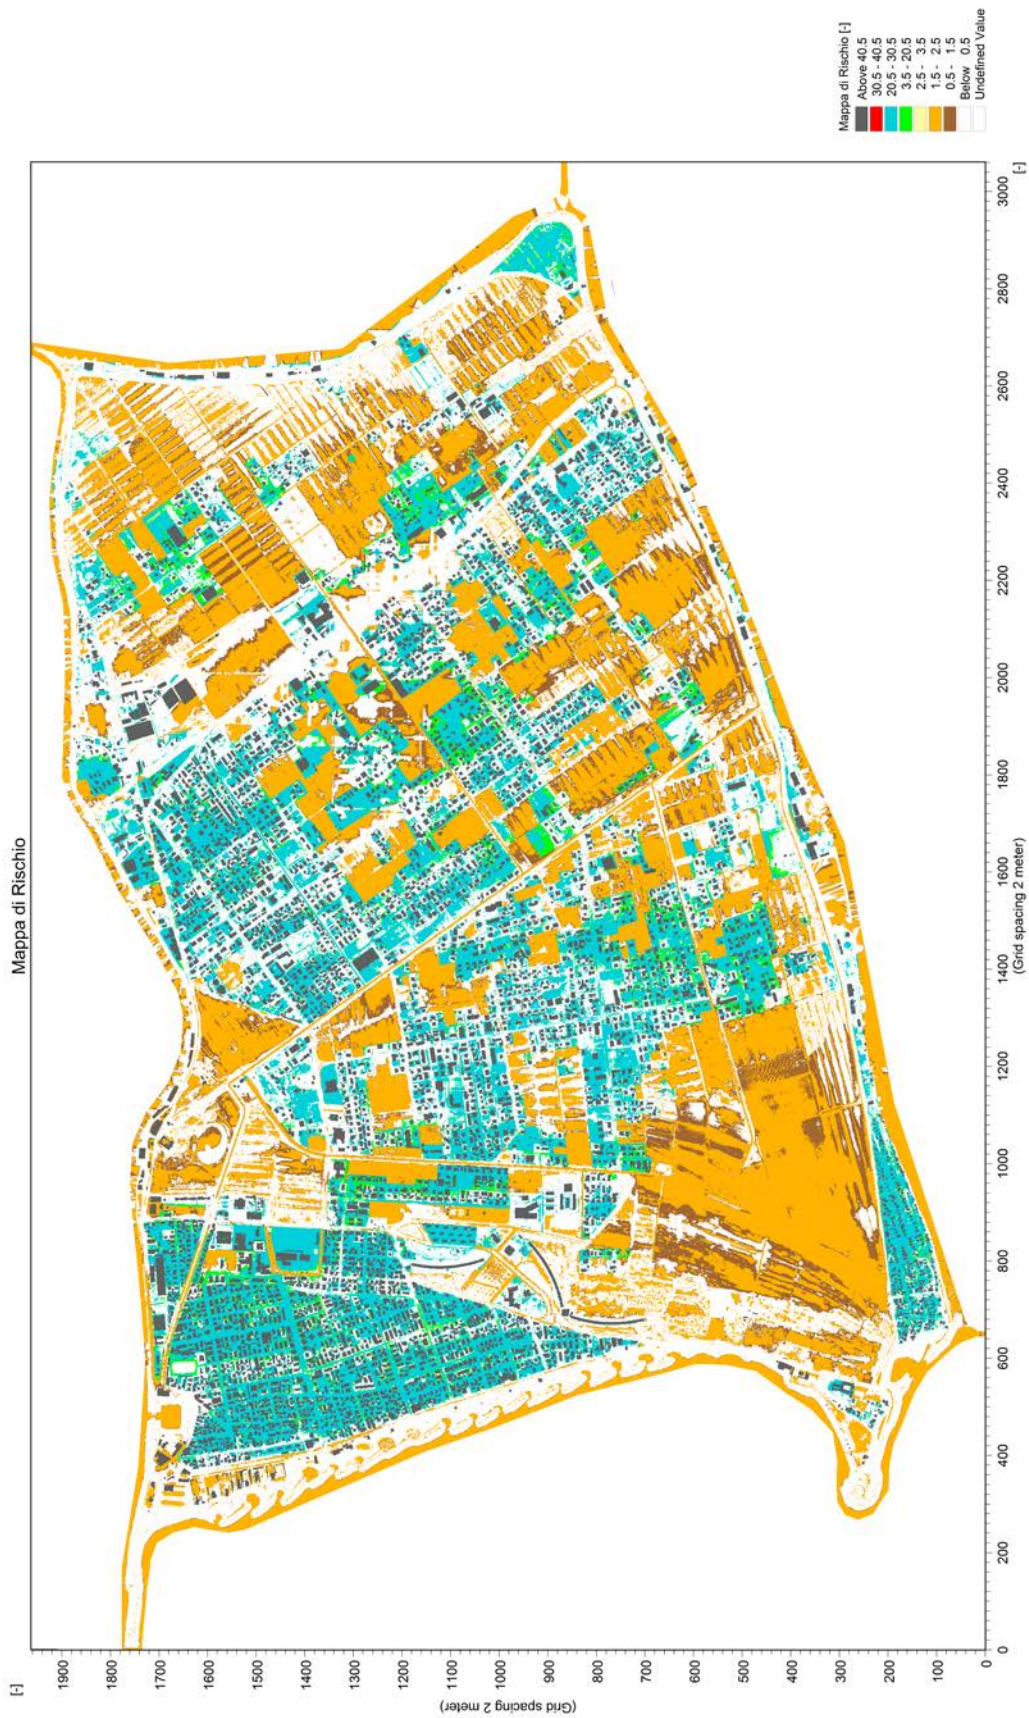 Mappa di Rischio
[-]
1900
1800
1700
1600
1500
1400
1300
1200
1100
1000
900
800
700
600
500
400
300
200
100
0
(Grid spacing 2 meter)
0
200
400
600
800
1000
1200
1400
1600
1800
2000
2200
2400
2600
2800
3000
[-]
(Grid spacing 2 meter)
Mappa di Rischio [-]
Above 40.5
30.5 - 40.5
20.5 - 30.5
3.5 - 20.5
2.5 - 3.5
1.5 - 2.5
0.5 - 1.5
Below 0.5
Undefined Value